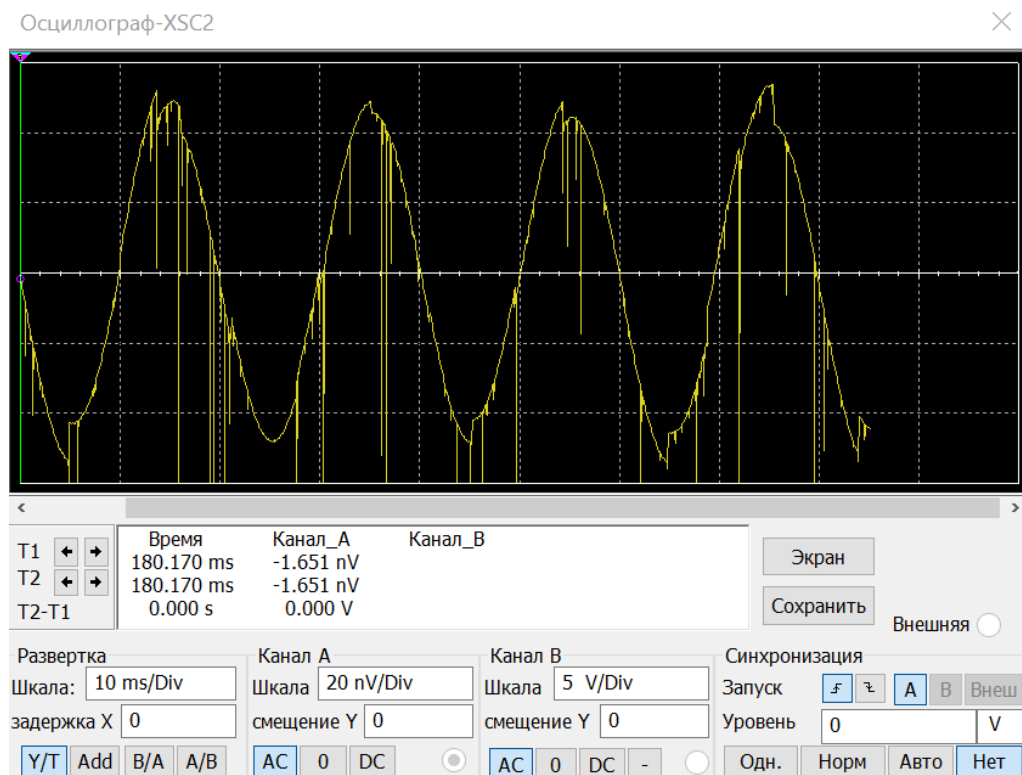 Осциллограф-XSC2
T1
T2
T2-T1
Время Канал_A Канал_B
180.170 ms -1.651 nV
180.170 ms -1.651 nV
0.000 s 0.000 V
Экран
Сохранить
Внешняя
Развертка
Шкала: 10 ms/Div
задержка X 0
Y/T Add B/A A/B
Канал A
Шкала 20 nV/Div
смещение Y 0
AC 0 DC
Канал B
Шкала 5 V/Div
смещение Y 0
AC 0 DC -
Синхронизация
Запуск A B Внеш
Уровень 0 V
Одн. Норм Авто Нет